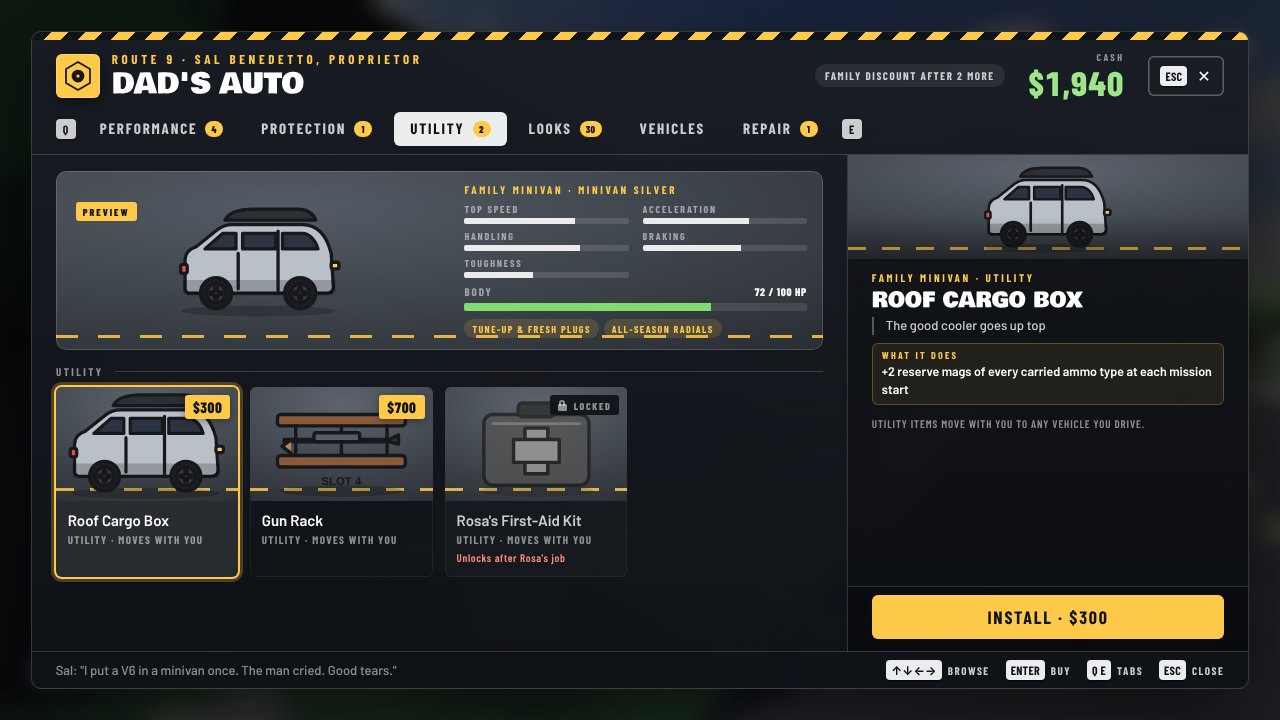 ROUTE 9 · SAL BENEDETTO, PROPRIETOR
DAD'S AUTO
FAMILY DISCOUNT AFTER 2 MORE
CASH
$1,940
ESC ✕
Q PERFORMANCE 4 PROTECTION 1 UTILITY 2 LOOKS 30 VEHICLES REPAIR 1 E
PREVIEW
FAMILY MINIVAN · MINIVAN SILVER
TOP SPEED ACCELERATION
HANDLING BRAKING
TOUGHNESS
BODY 72 / 100 HP
TUNE-UP & FRESH PLUGS ALL-SEASON RADIALS
UTILITY
$300
Roof Cargo Box
UTILITY · MOVES WITH YOU
$700
SLOT 4
Gun Rack
UTILITY · MOVES WITH YOU
LOCKED
Rosa's First-Aid Kit
UTILITY · MOVES WITH YOU
Unlocks after Rosa's job
FAMILY MINIVAN · UTILITY
ROOF CARGO BOX
The good cooler goes up top
WHAT IT DOES
+2 reserve mags of every carried ammo type at each mission
start
UTILITY ITEMS MOVE WITH YOU TO ANY VEHICLE YOU DRIVE.
INSTALL · $300
Sal: "I put a V6 in a minivan once. The man cried. Good tears."
↑↓←→ BROWSE ENTER BUY Q E TABS ESC CLOSE